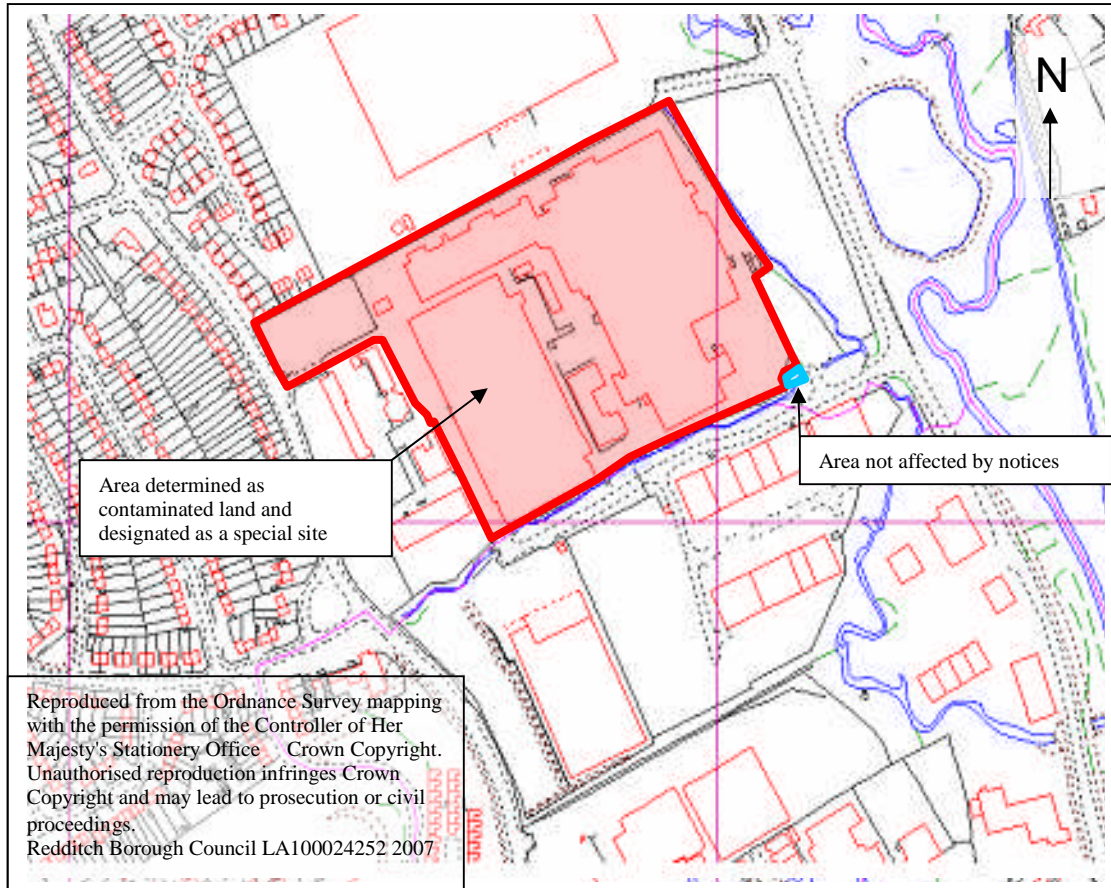 N
Area not affected by notices
Area determined as
contaminated land and
designated as a special site
Reproduced from the Ordnance Survey mapping
with the permission of the Controller of Her
Majesty's Stationery Office Crown Copyright.
Unauthorised reproduction infringes Crown
Copyright and may lead to prosecution or civil
proceedings.
Redditch Borough Council LA100024252 2007